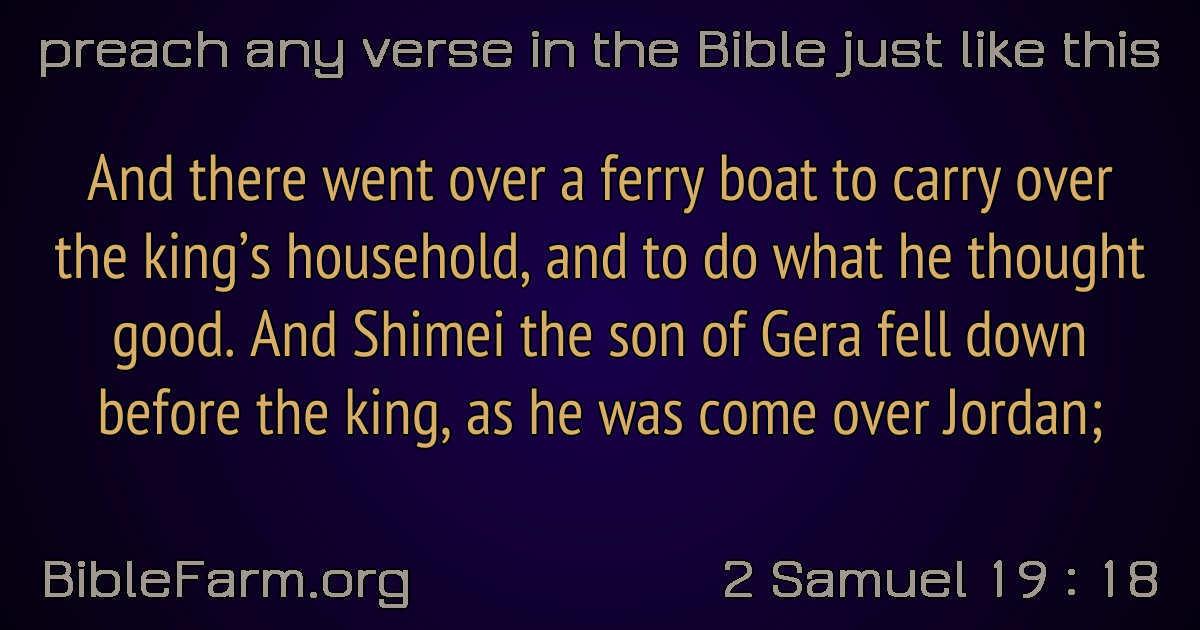 preach any verse in the Bible just like this
And there went over a ferry boat to carry over
the king’s household, and to do what he thought
good. And Shimei the son of Gera fell down
before the king, as he was come over Jordan;
BibleFarm.org
2 Samuel 19 : 18